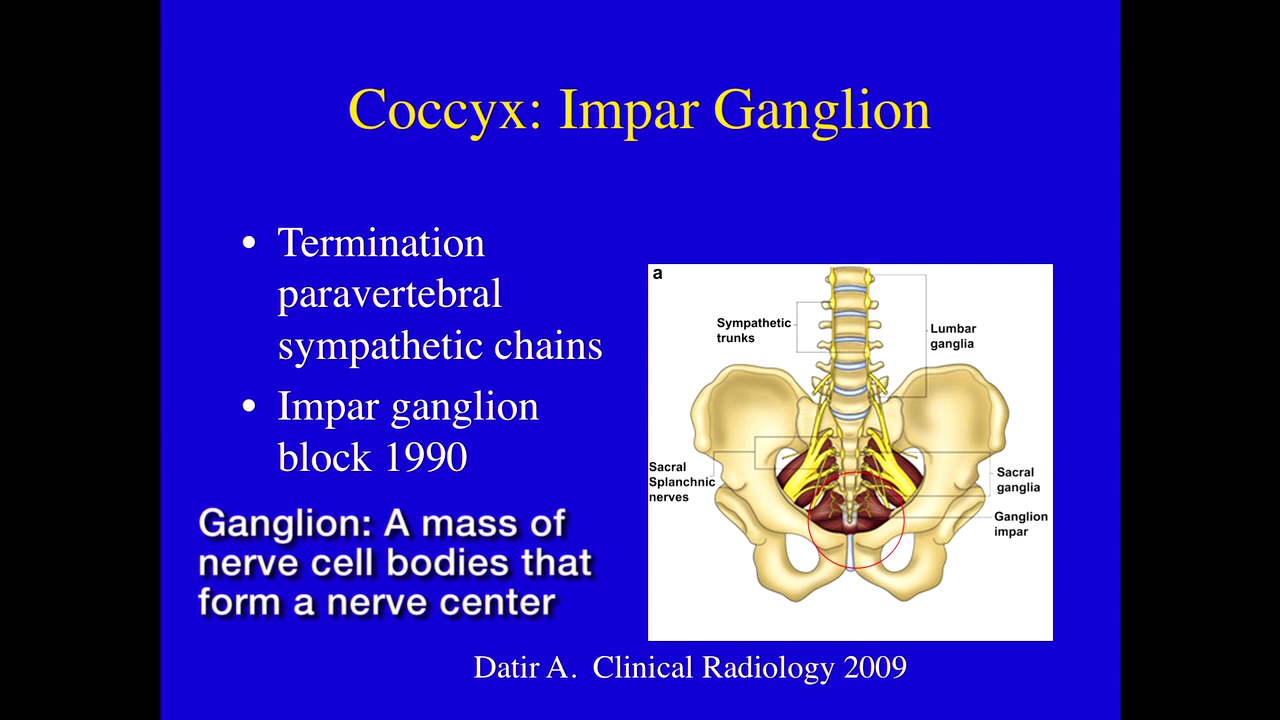 Coccyx: Impar Ganglion
• Termination
paravertebral
sympathetic chains
• Impar ganglion
block 1990
Ganglion: A mass of
nerve cell bodies that
form a nerve center
a
Sympathetic
trunks
Lumbar
ganglia
Sacral
Splanchnic
nerves
Sacral
ganglia
Ganglion
impar
Datir A. Clinical Radiology 2009